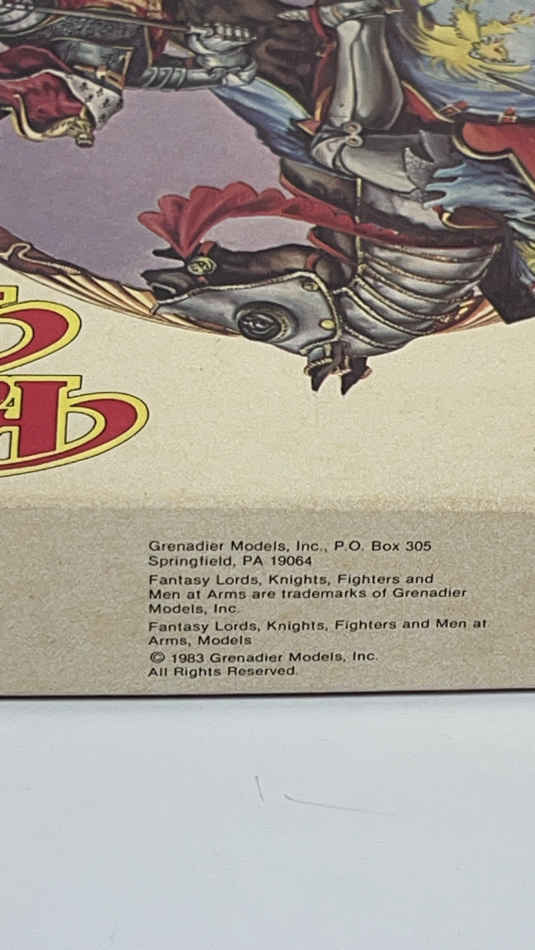 Grenadier Models, Inc., P.O. Box 305
Springfield, PA 19064
Fantasy Lords, Knights, Fighters and
Men at Arms are trademarks of Grenadier
Models, Inc.
Fantasy Lords, Knights, Fighters and Men at
Arms, Models
© 1983 Grenadier Models, Inc.
All Rights Reserved.